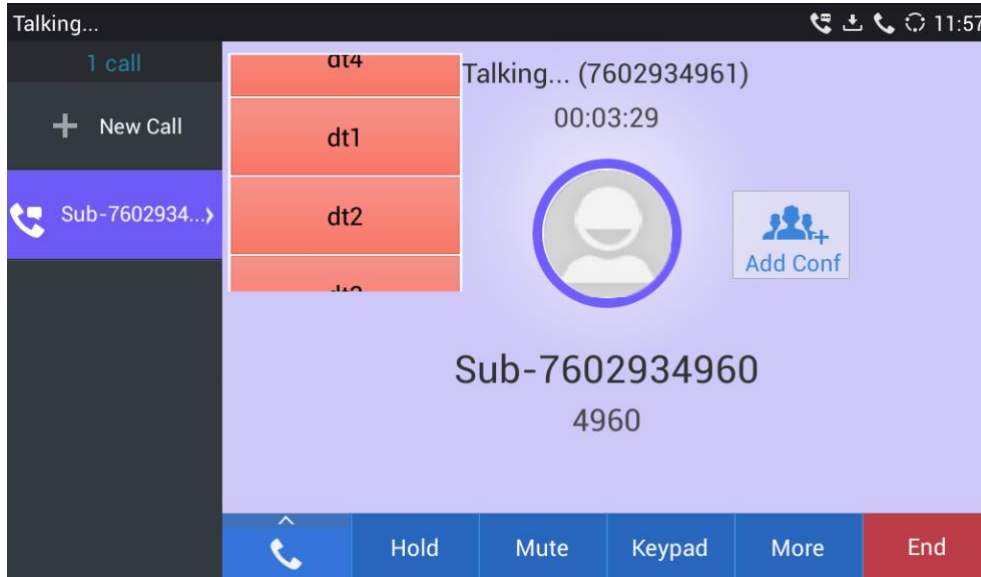 Talking...
11:57
1 call
New Call
Sub-7602934...
dt4
dt1
dt2
Talking... (7602934961)
00:03:29
Add Conf
Sub-7602934960
4960
Hold
Mute
Keypad
More
End